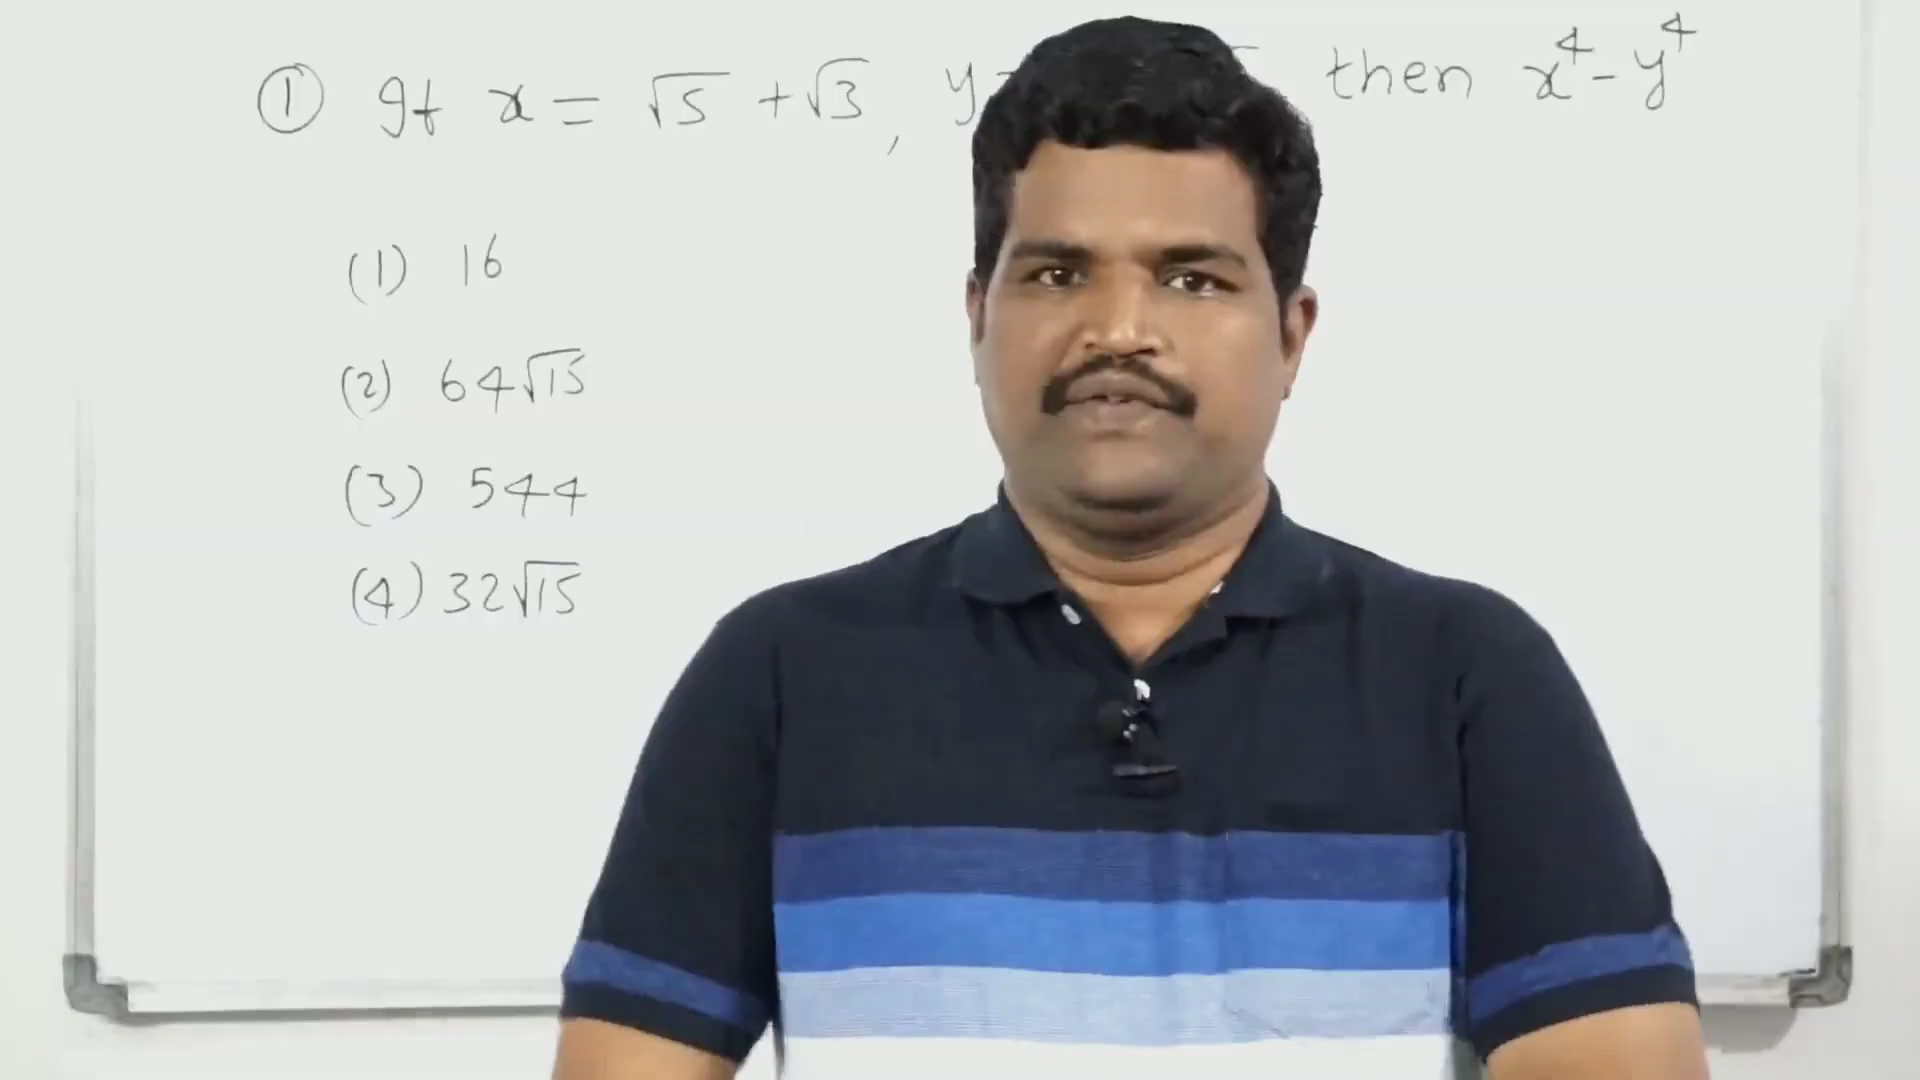 ① If x = √5 + √3, y then x⁴ - y⁴
(1) 16
(2) 64√15
(3) 544
(4) 32√15